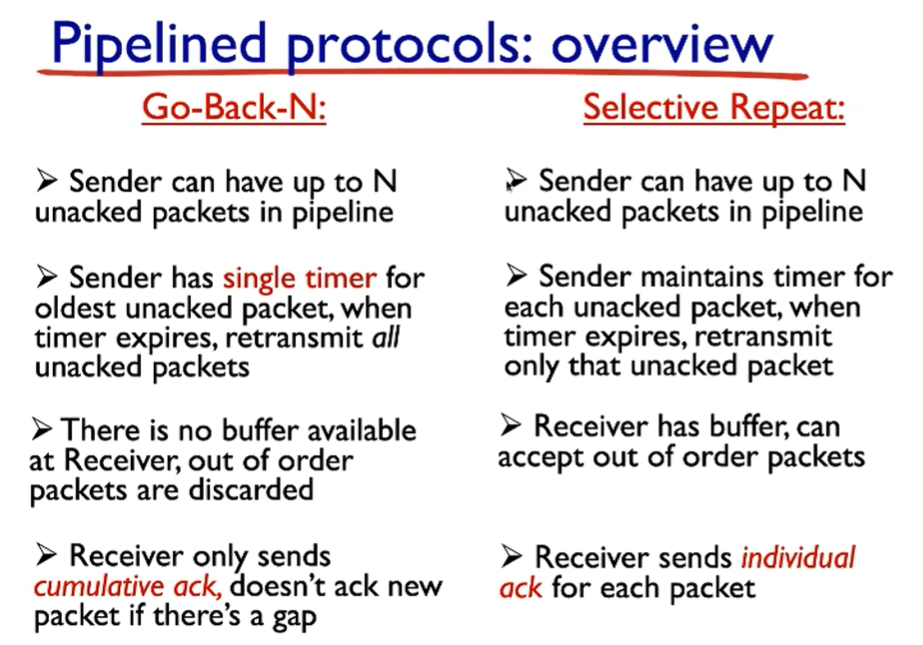 Pipelined protocols: overview
Go-Back-N:
➢ Sender can have up to N
unacked packets in pipeline
➢ Sender has single timer for
oldest unacked packet, when
timer expires, retransmit all
unacked packets
➢ There is no buffer available
at Receiver, out of order
packets are discarded
➢ Receiver only sends
cumulative ack, doesn't ack new
packet if there's a gap
Selective Repeat:
➢ Sender can have up to N
unacked packets in pipeline
➢ Sender maintains timer for
each unacked packet, when
timer expires, retransmit
only that unacked packet
➢ Receiver has buffer, can
accept out of order packets
➢ Receiver sends individual
ack for each packet